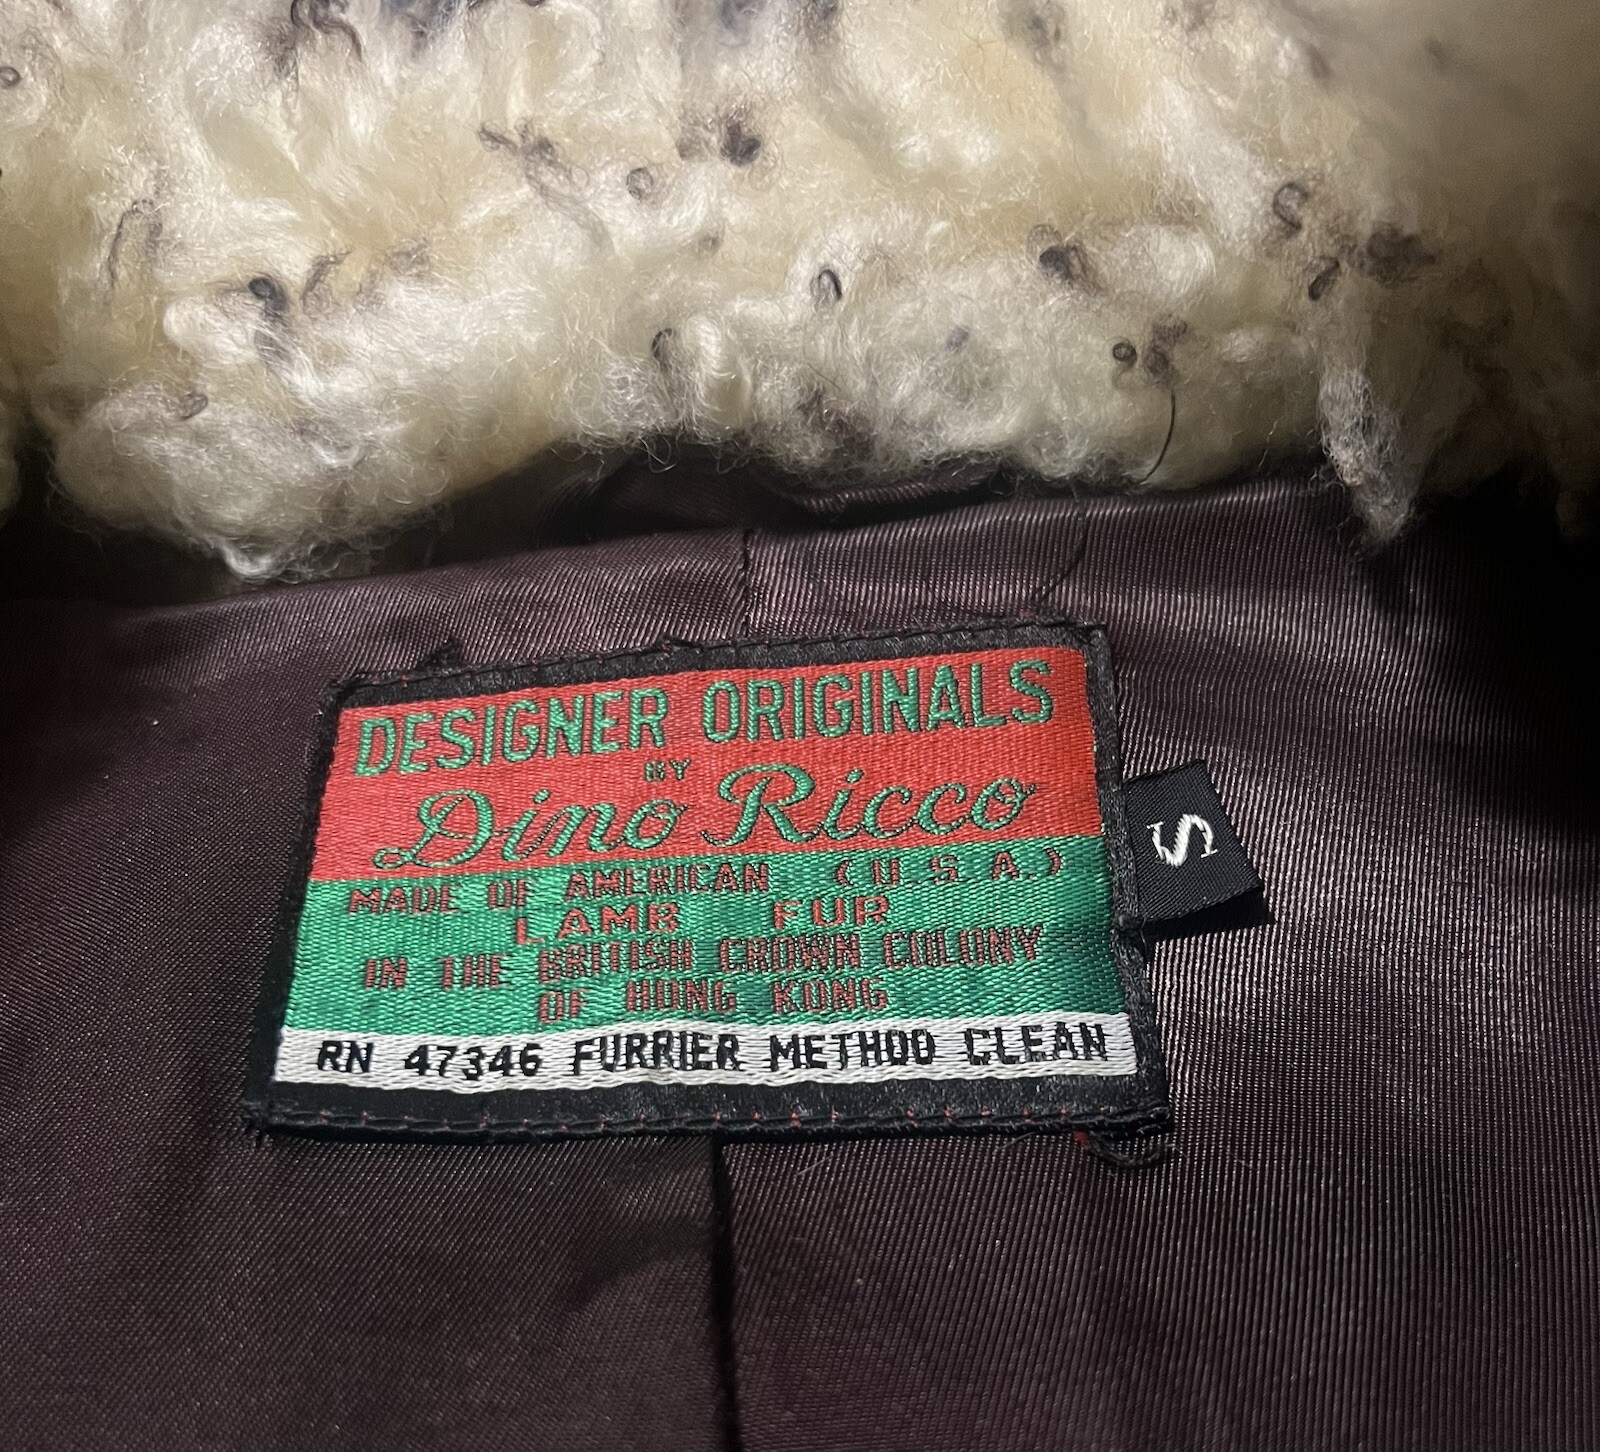 DESIGNER ORIGINALS
BY
Dino Ricco
MADE OF AMERICAN (U.S.A.)
LAMB FUR
IN THE BRITISH CROWN COLONY
OF HONG KONG
RN 47346 FURRIER METHOD CLEAN
S